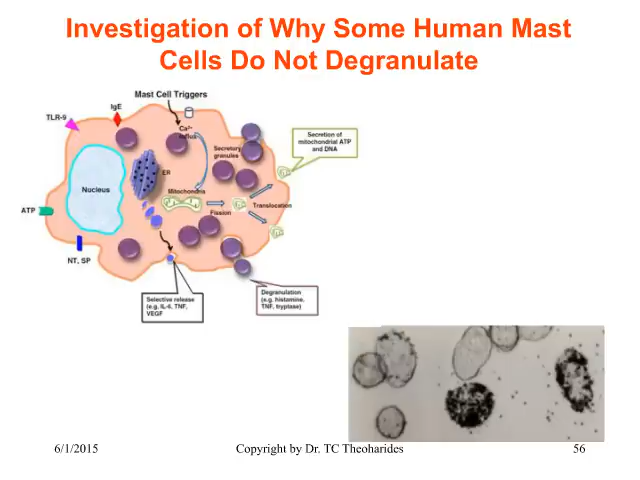 Investigation of Why Some Human Mast
Cells Do Not Degranulate
Mast Cell Triggers
IgE
TLR-9
Ca2+
Influx
Secretory
granules
Secretion of
mitochondrial ATP
and DNA
ER
Nucleus
Mitochondria
Translocation
Fission
ATP
NT, SP
Selective release
(e.g. IL-6, TNF,
VEGF
Degranulation
(e.g. histamine,
TNF, tryptase)
6/1/2015
Copyright by Dr. TC Theoharides
56